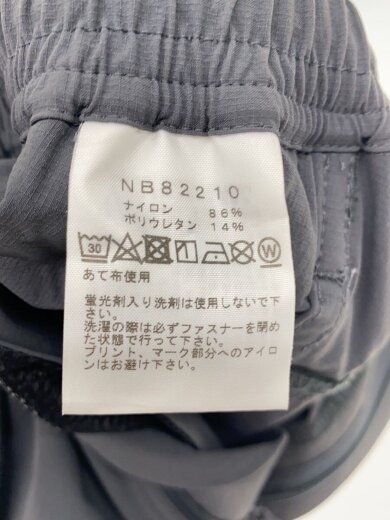 NB82210
ナイロン 86%
ポリウレタン 14%
30 W
あて布使用
蛍光剤入り洗剤は使用しないで下
さい。
洗濯の際は必ずファスナーを閉め
た状態で行って下さい。
プリント、マーク部分へのアイロ
ンはお避け下さい。